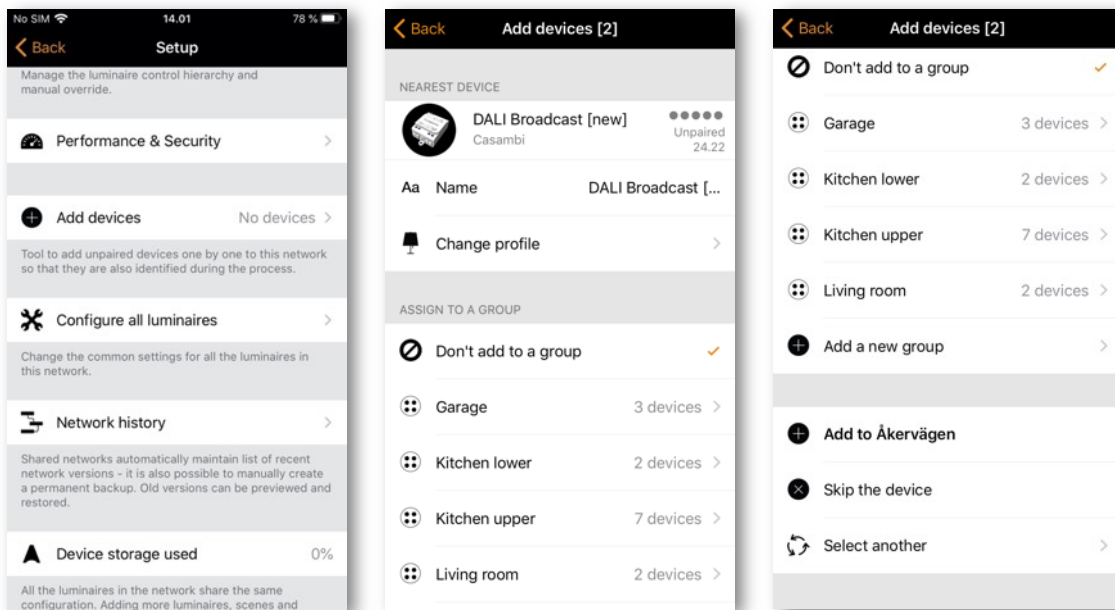 No SIM 14.01 78 %
Back Setup
Manage the luminaire control hierarchy and
manual override.
Performance & Security
Add devices No devices
Tool to add unpaired devices one by one to this network
so that they are also identified during the process.
Configure all luminaires
Change the common settings for all the luminaires in
this network.
Network history
Shared networks automatically maintain list of recent
network versions - it is also possible to manually create
a permanent backup. Old versions can be previewed and
restored.
Device storage used 0%
All the luminaires in the network share the same
configuration. Adding more luminaires, scenes and
Back Add devices [2]
NEAREST DEVICE
DALI Broadcast [new]
Casambi
Unpaired
24.22
Aa Name DALI Broadcast [...
Change profile
ASSIGN TO A GROUP
Don't add to a group
Garage 3 devices
Kitchen lower 2 devices
Kitchen upper 7 devices
Living room 2 devices
Back Add devices [2]
Don't add to a group
Garage 3 devices
Kitchen lower 2 devices
Kitchen upper 7 devices
Living room 2 devices
Add a new group
Add to Åkervägen
Skip the device
Select another